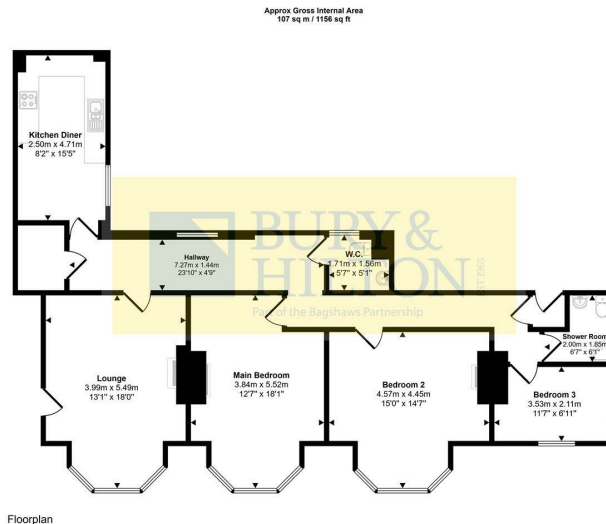 Approx Gross Internal Area
107 sq m / 1156 sq ft
Kitchen Diner
2.50m x 4.71m
8'2" x 15'5"
BURY &
HILTON
EST 1967
Part of the Bagshaws Partnership
Hallway
7.27m x 1.44m
23'10" x 4'9"
W.C.
1.71m x 1.56m
5'7" x 5'1"
Shower Room
2.00m x 1.85m
6'7" x 6'1"
Lounge
3.99m x 5.49m
13'1" x 18'0"
Main Bedroom
3.84m x 5.52m
12'7" x 18'1"
Bedroom 2
4.57m x 4.45m
15'0" x 14'7"
Bedroom 3
3.53m x 2.11m
11'7" x 6'11"
Floorplan